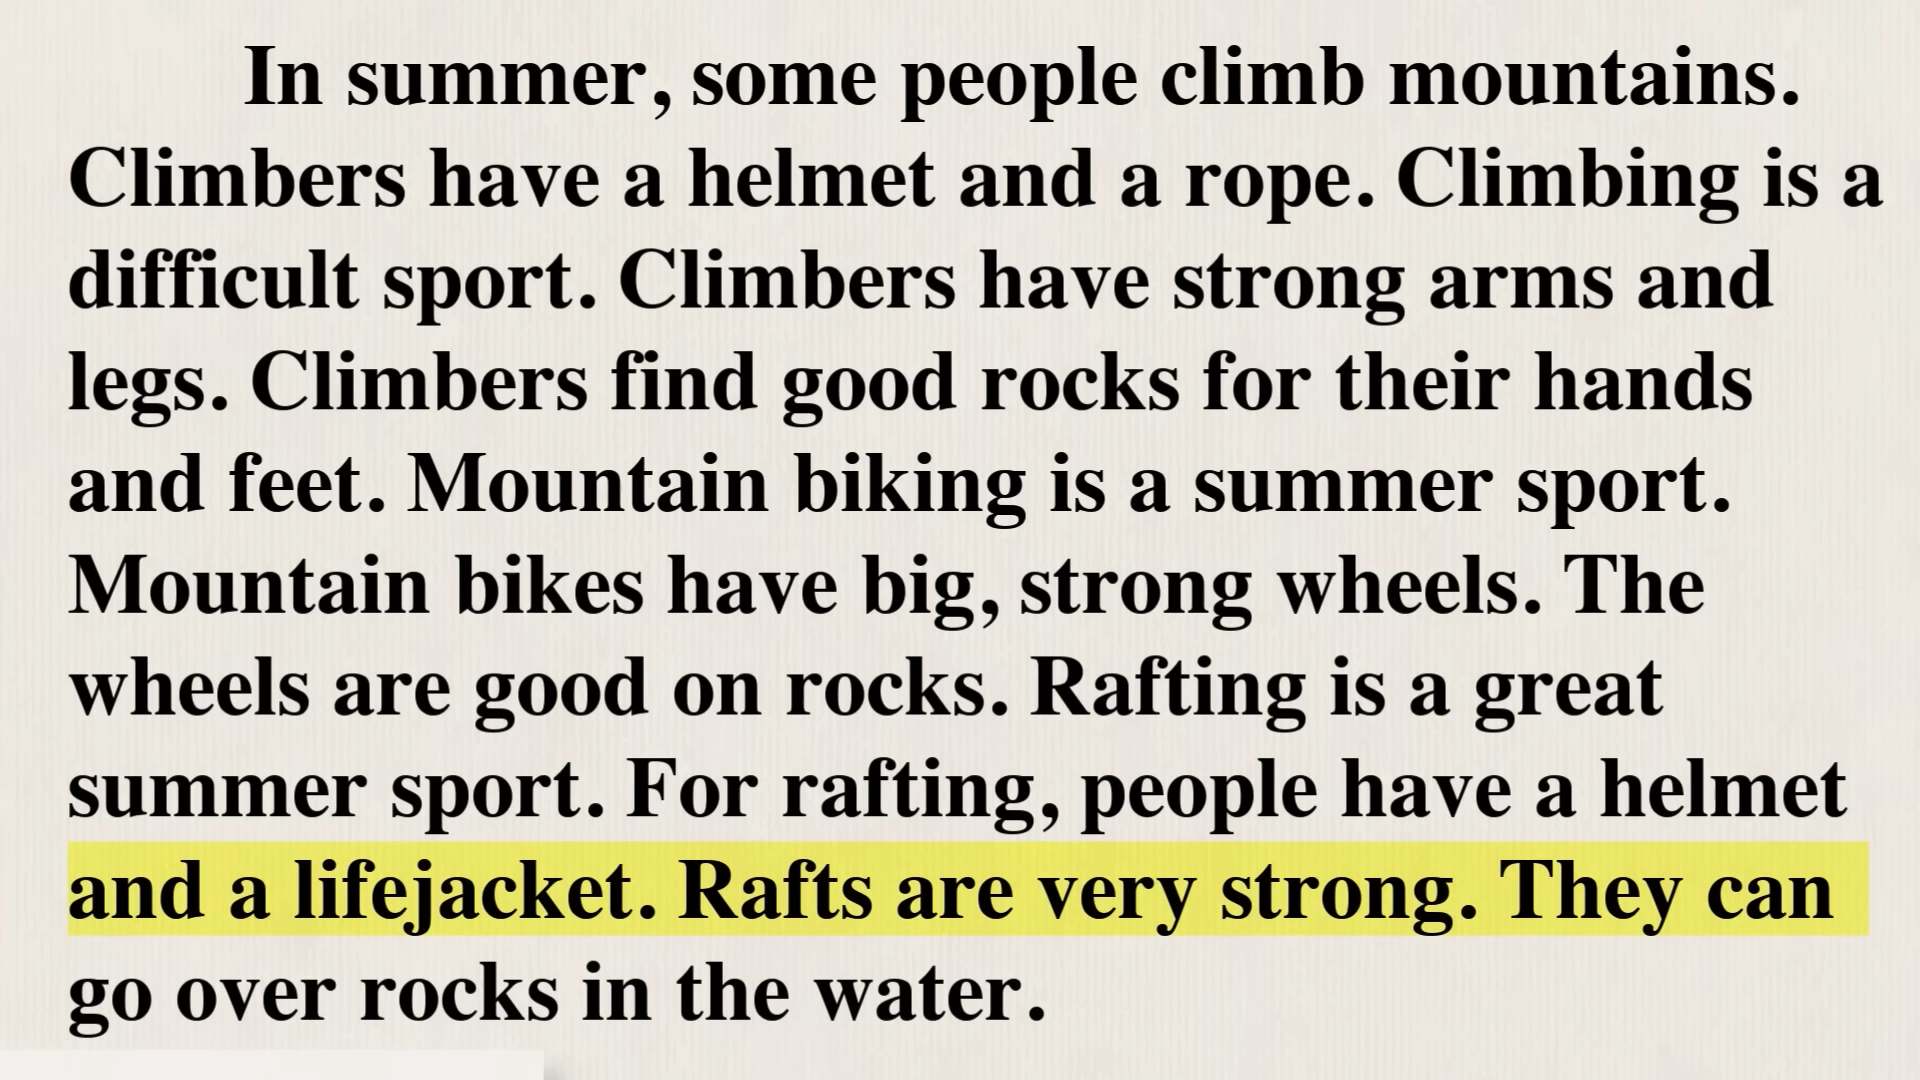 In summer, some people climb mountains.
Climbers have a helmet and a rope. Climbing is a
difficult sport. Climbers have strong arms and
legs. Climbers find good rocks for their hands
and feet. Mountain biking is a summer sport.
Mountain bikes have big, strong wheels. The
wheels are good on rocks. Rafting is a great
summer sport. For rafting, people have a helmet
and a lifejacket. Rafts are very strong. They can
go over rocks in the water.